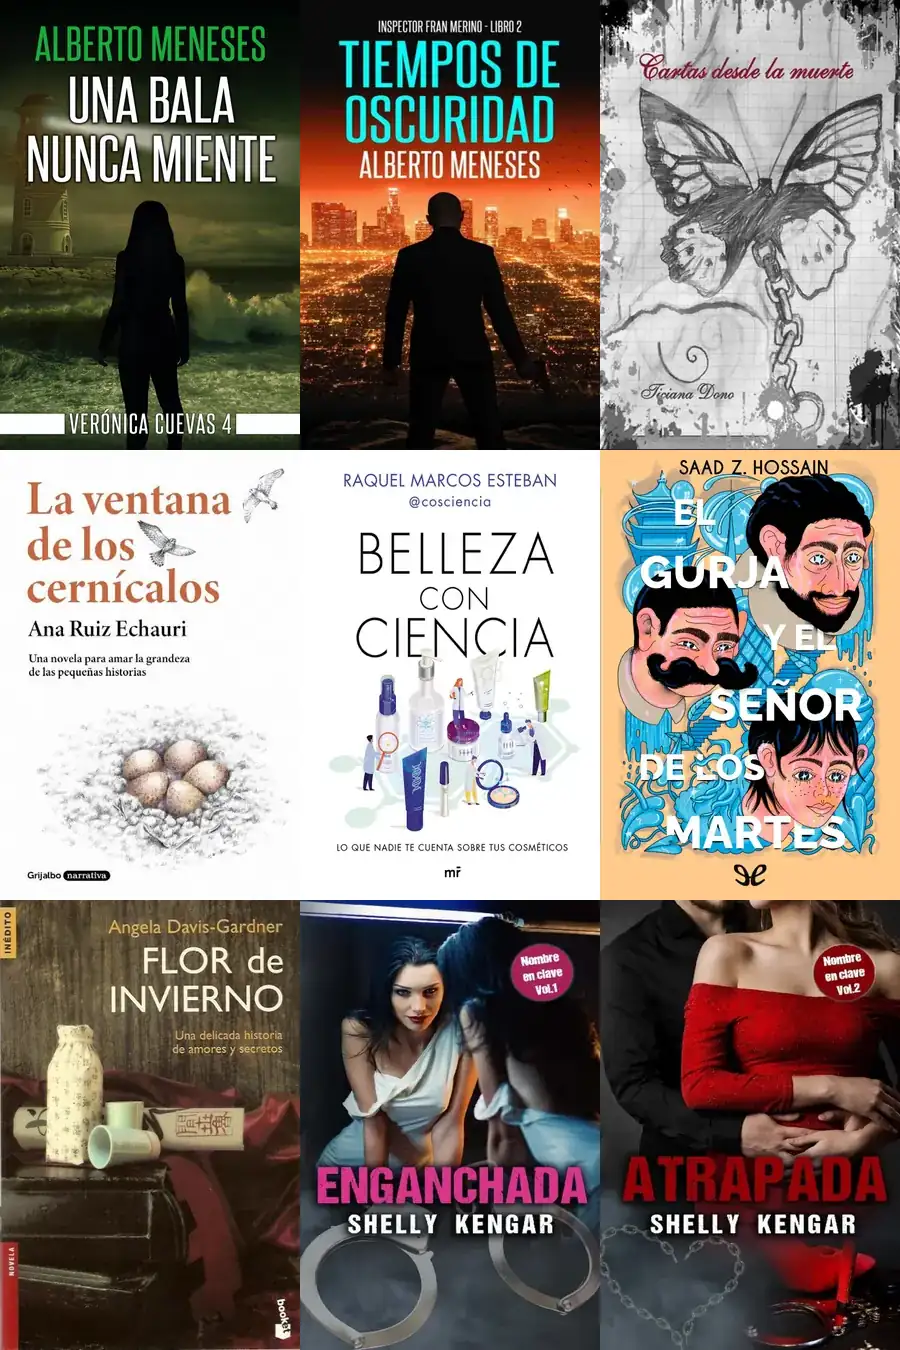 ALBERTO MENESES
UNA BALA
NUNCA MIENTE
VERÓNICA CUEVAS 4
INSPECTOR FRAN MERINO - LIBRO 2
TIEMPOS DE
OSCURIDAD
ALBERTO MENESES
Cartas desde la muerte
Ticiana Dono
La ventana
de los
cernícalos
Ana Ruiz Echauri
Una novela para amar la grandeza
de las pequeñas historias
Grijalbo narrativa
RAQUEL MARCOS ESTEBAN
@cosciencia
BELLEZA
CON
CIENCIA
LO QUE NADIE TE CUENTA SOBRE TUS COSMÉTICOS
mr
SAAD Z. HOSSAIN
EL
GURJA
Y EL
SEÑOR
DE LOS
MARTES
INÉDITO
Angela Davis-Gardner
FLOR de
INVIERNO
Una delicada historia
de amores y secretos
NOVELA
booket
Nombre
en clave
Vol.1
ENGANCHADA
SHELLY KENGAR
Nombre
en clave
Vol.2
ATRAPADA
SHELLY KENGAR